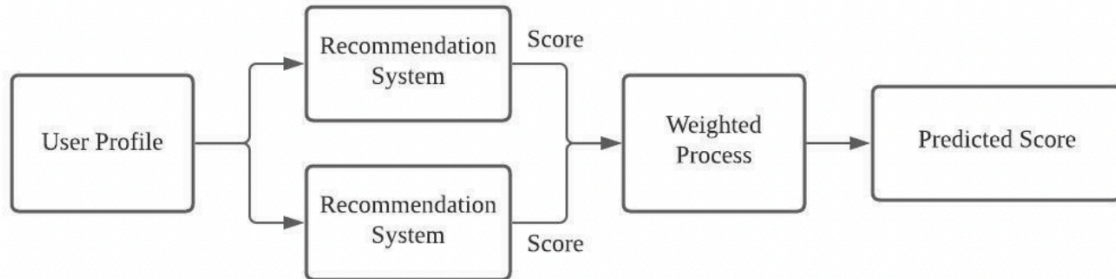 User Profile
Recommendation
System
Score
Recommendation
System
Score
Weighted
Process
Predicted Score